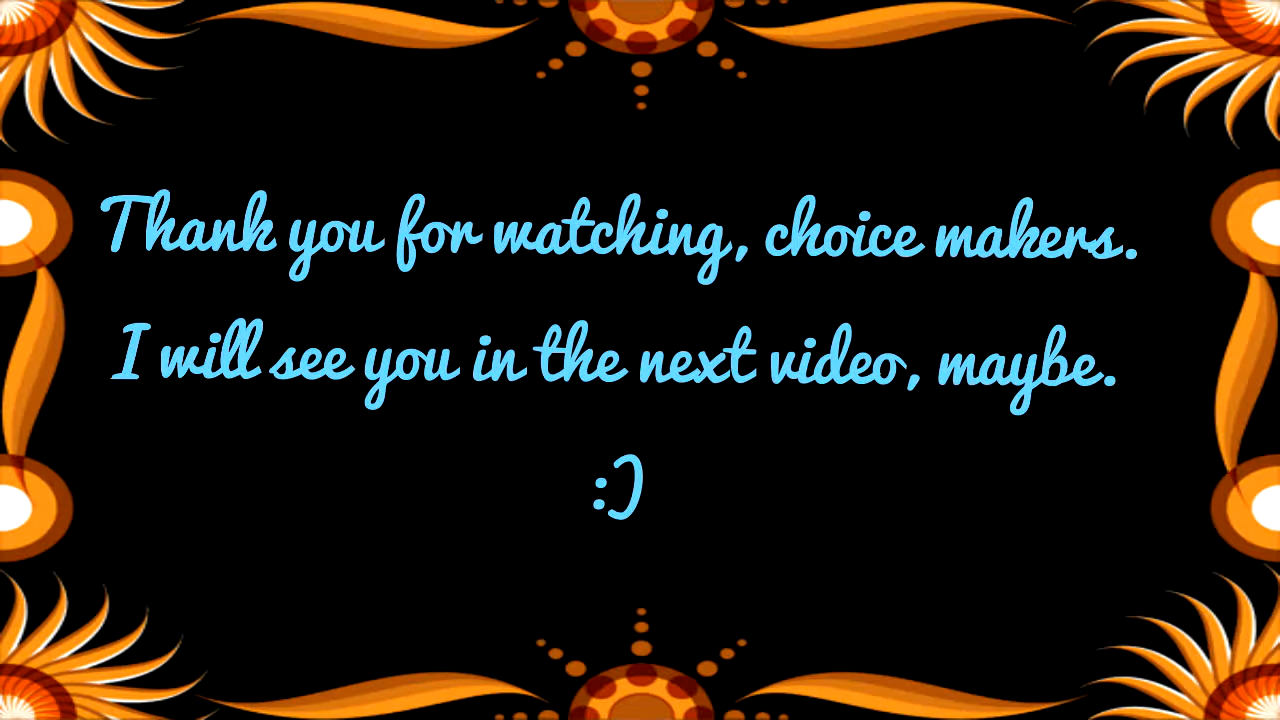 Thank you for watching, choice makers.
I will see you in the next video, maybe.
:)